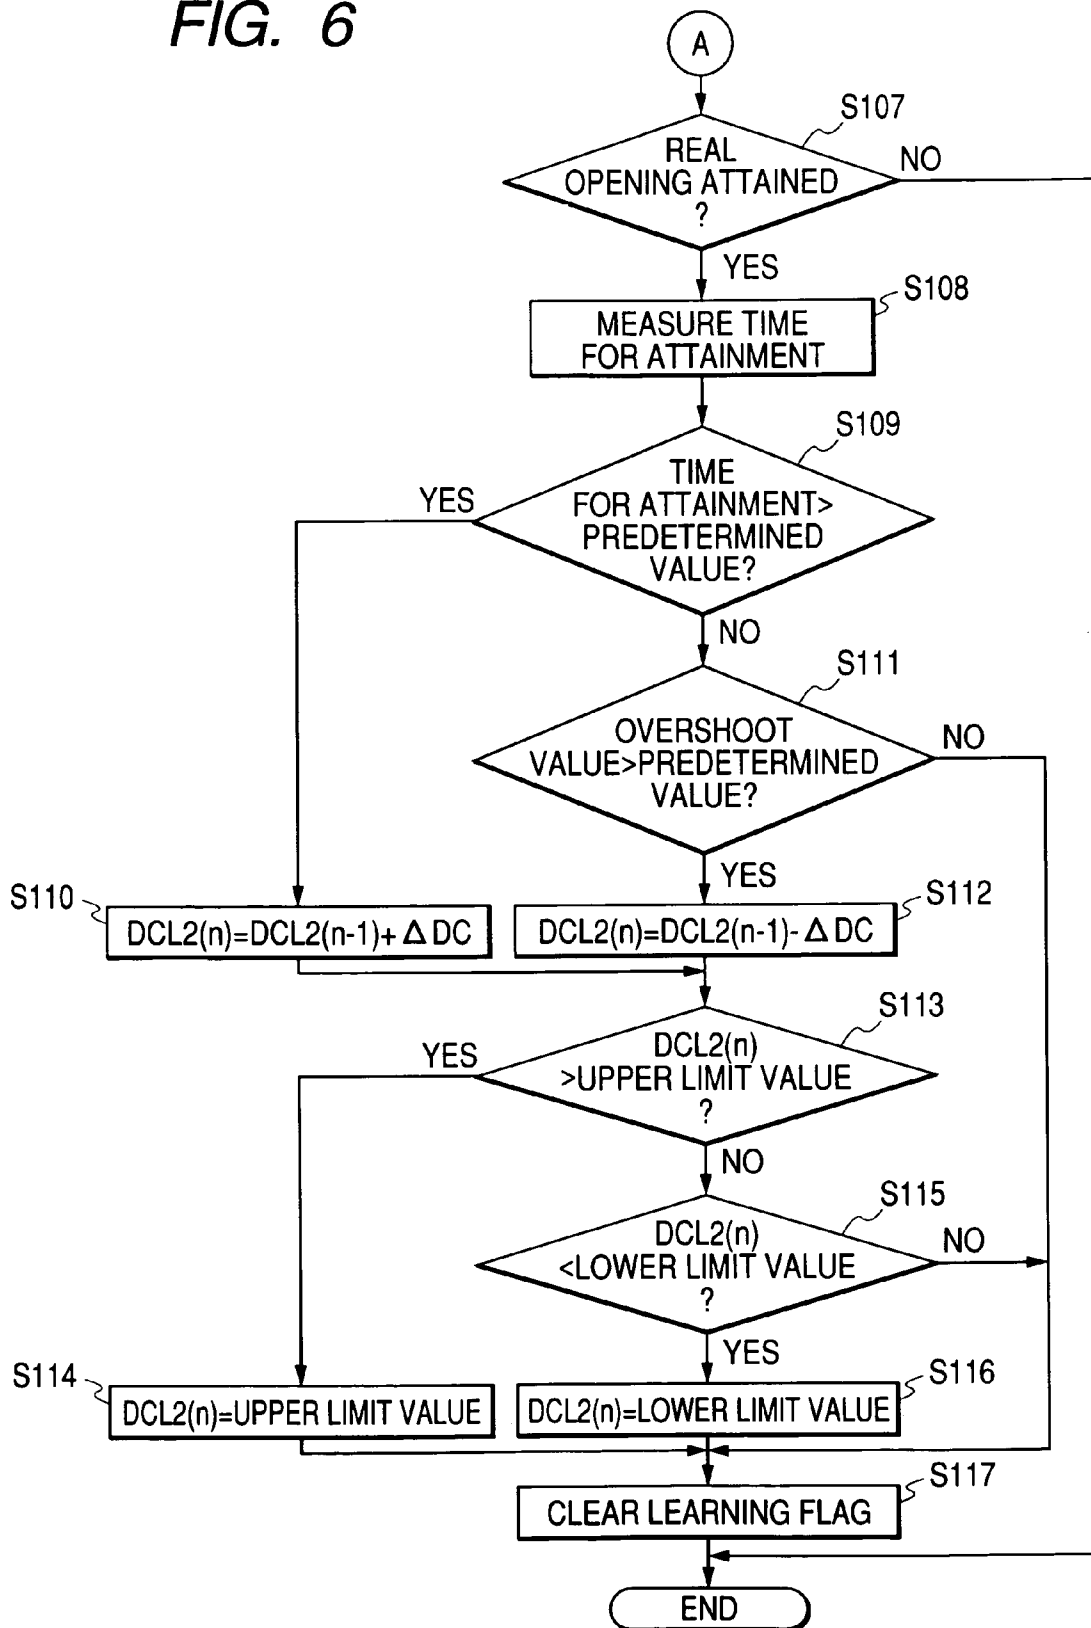 FIG. 6
A
S107
REAL
OPENING ATTAINED
?
NO
YES
S108
MEASURE TIME
FOR ATTAINMENT
S109
TIME
FOR ATTAINMENT>
PREDETERMINED
VALUE?
YES
NO
S111
OVERSHOOT
VALUE>PREDETERMINED
VALUE?
NO
YES
S110
DCL2(n)=DCL2(n-1)+ Δ DC
S112
DCL2(n)=DCL2(n-1)- Δ DC
S113
DCL2(n)
>UPPER LIMIT VALUE
?
YES
NO
S115
DCL2(n)
<LOWER LIMIT VALUE
?
NO
YES
S114
DCL2(n)=UPPER LIMIT VALUE
S116
DCL2(n)=LOWER LIMIT VALUE
S117
CLEAR LEARNING FLAG
END